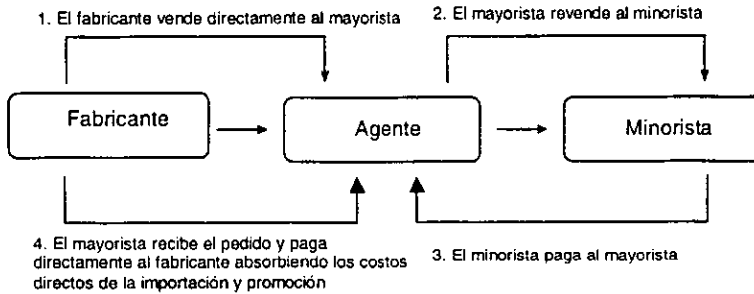 1. El fabricante vende directamente al mayorista
2. El mayorista revende al minorista
Fabricante
Agente
Minorista
4. El mayorista recibe el pedido y paga
directamente al fabricante absorbiendo los costos
directos de la importación y promoción
3. El minorista paga al mayorista